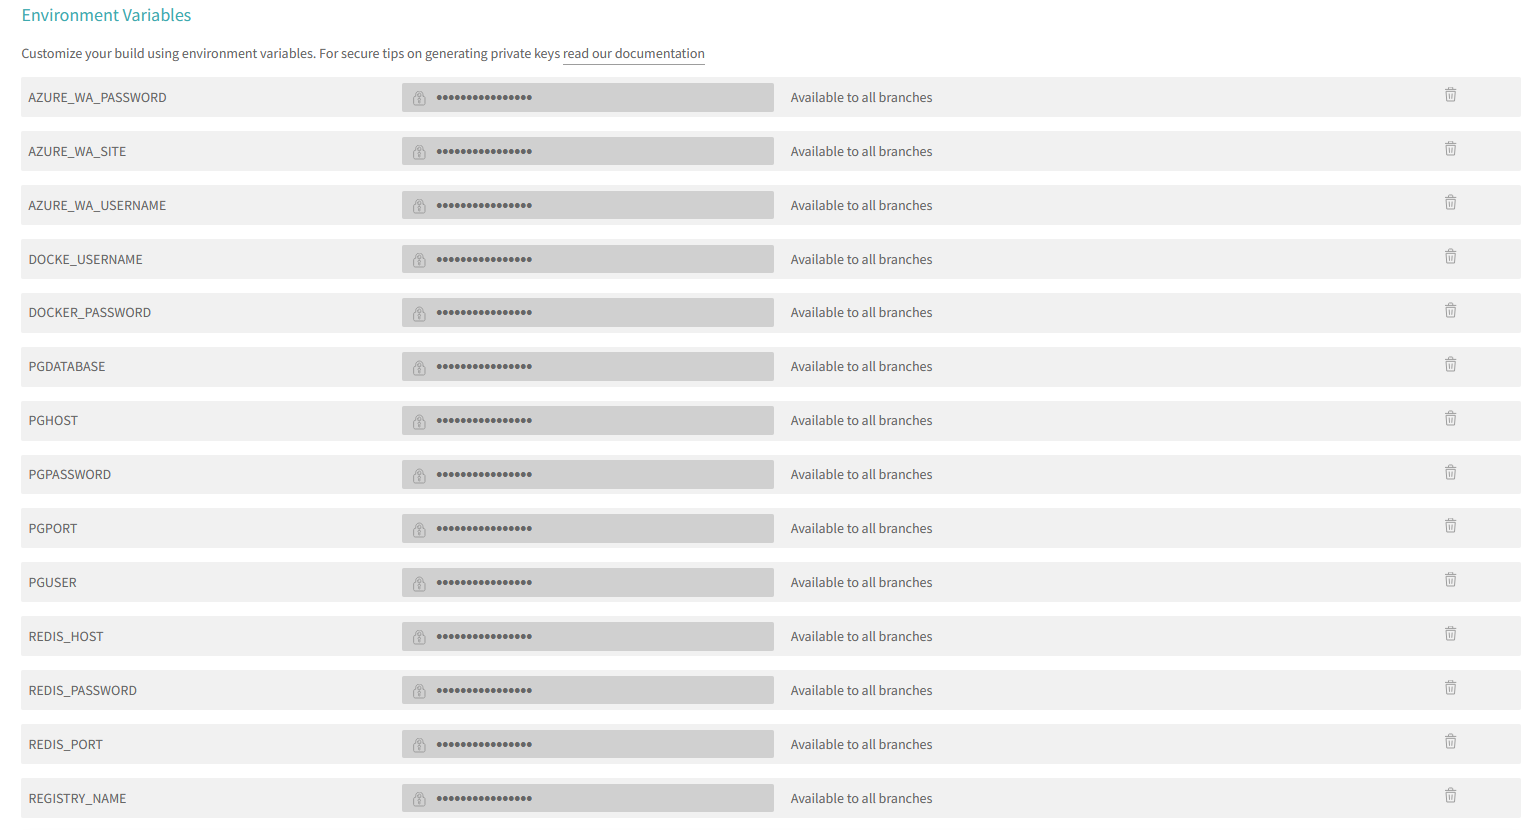 Environment Variables
Customize your build using environment variables. For secure tips on generating private keys read our documentation
AZURE_WA_PASSWORD •••••••••••••••• Available to all branches
AZURE_WA_SITE •••••••••••••••• Available to all branches
AZURE_WA_USERNAME •••••••••••••••• Available to all branches
DOCKE_USERNAME •••••••••••••••• Available to all branches
DOCKER_PASSWORD •••••••••••••••• Available to all branches
PGDATABASE •••••••••••••••• Available to all branches
PGHOST •••••••••••••••• Available to all branches
PGPASSWORD •••••••••••••••• Available to all branches
PGPORT •••••••••••••••• Available to all branches
PGUSER •••••••••••••••• Available to all branches
REDIS_HOST •••••••••••••••• Available to all branches
REDIS_PASSWORD •••••••••••••••• Available to all branches
REDIS_PORT •••••••••••••••• Available to all branches
REGISTRY_NAME •••••••••••••••• Available to all branches